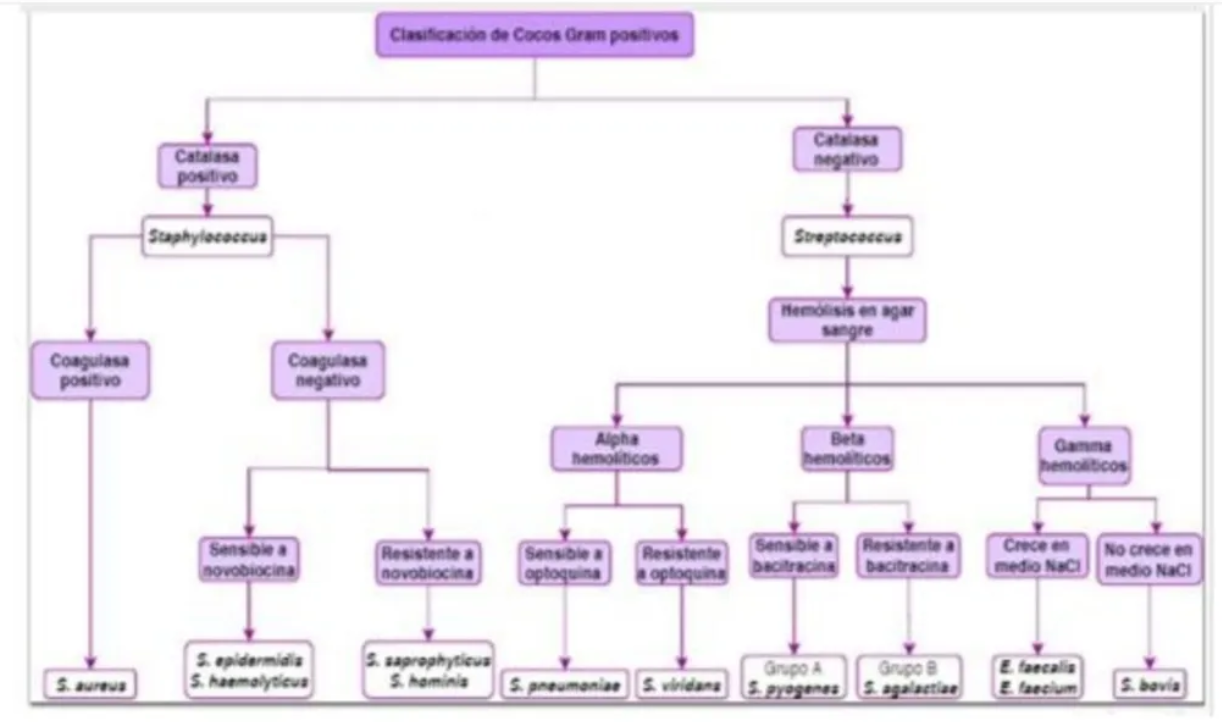 Clasificación de Cocos Gram positivos
Catalasa
positivo
Catalasa
negativo
Staphylococcus
Streptococcus
Hemólisis en agar
sangre
Coagulasa
positivo
Coagulasa
negativo
Alpha
hemolíticos
Beta
hemolíticos
Gamma
hemolíticos
Sensible a
novobiocina
Resistente a
novobiocina
Sensible a
optoquina
Resistente
a optoquina
Sensible a
bacitracina
Resistente a
bacitracina
Crece en
medio NaCl
No crece en
medio NaCl
S. aureus
S. epidermidis
S. haemolyticus
S. saprophyticus
S. hominis
S. pneumoniae
S. viridans
Grupo A
S. pyogenes
Grupo B
S. agalactiae
E. faecalis
E. faecium
S. bovis